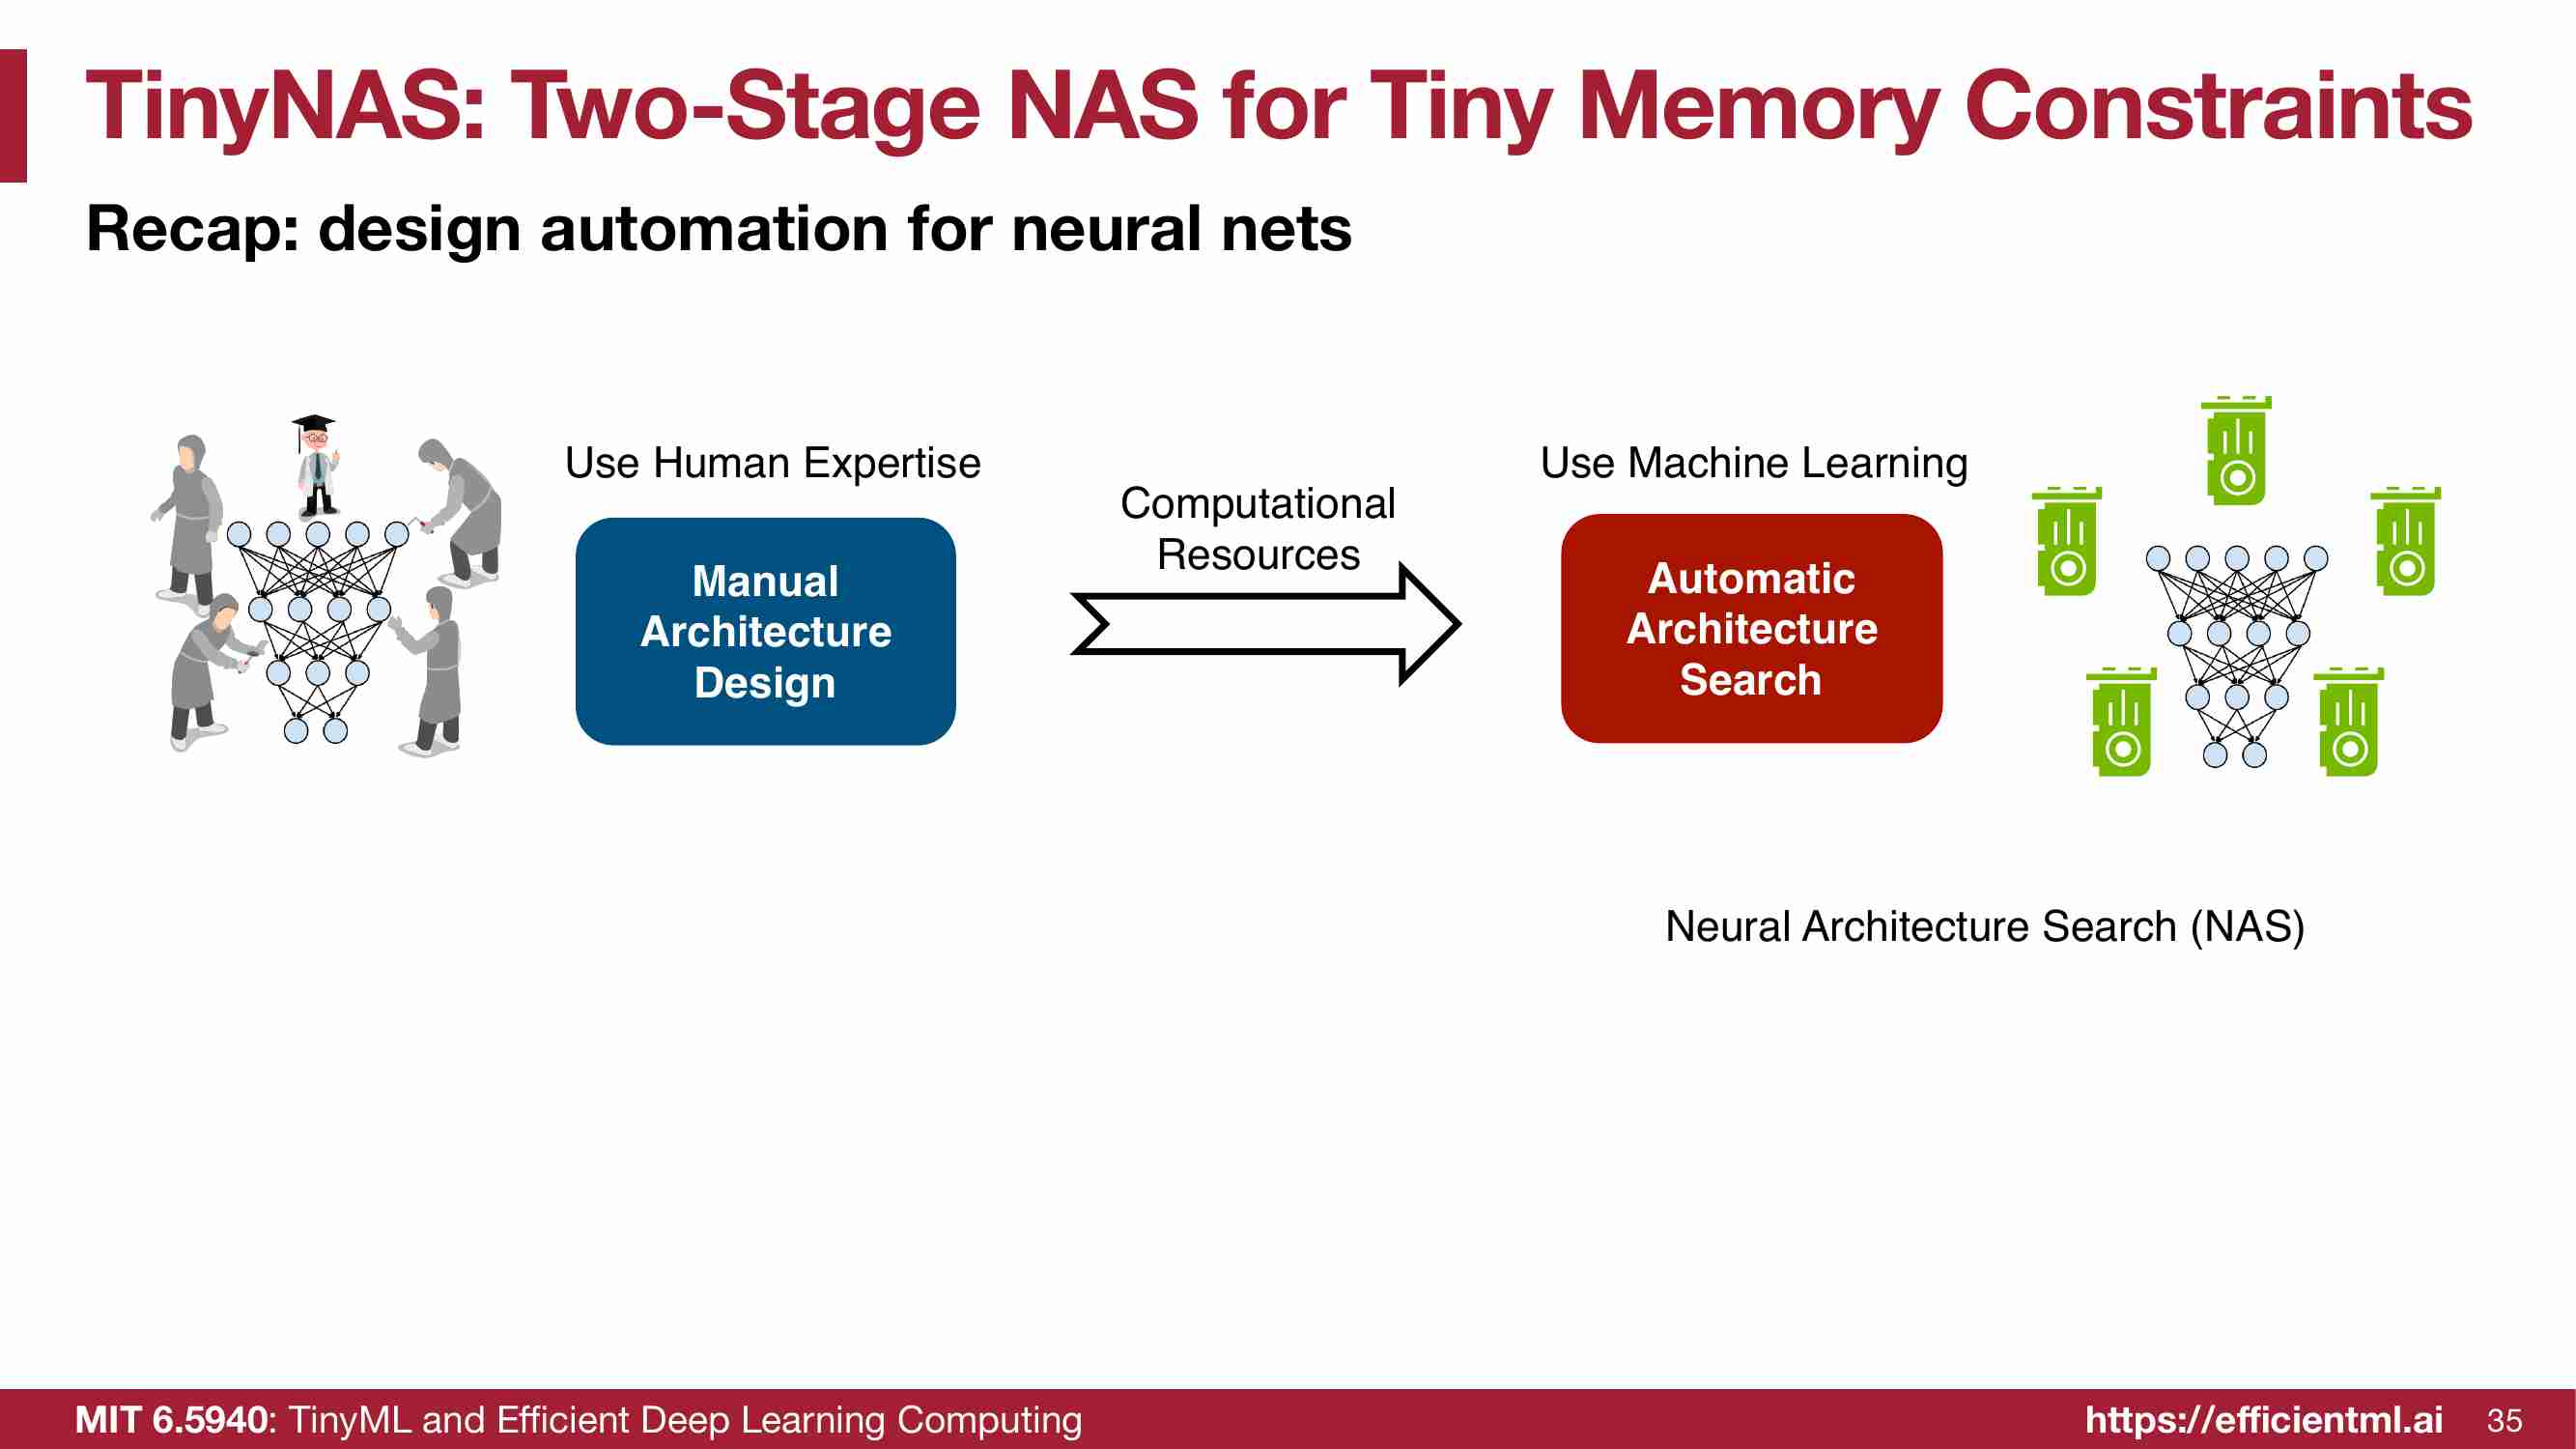 TinyNAS: Two-Stage NAS for Tiny Memory Constraints
Recap: design automation for neural nets
Use Human Expertise
Manual
Architecture
Design
Computational
Resources
Use Machine Learning
Automatic
Architecture
Search
Neural Architecture Search (NAS)
MIT 6.5940: TinyML and Efficient Deep Learning Computing
https://efficientml.ai 35